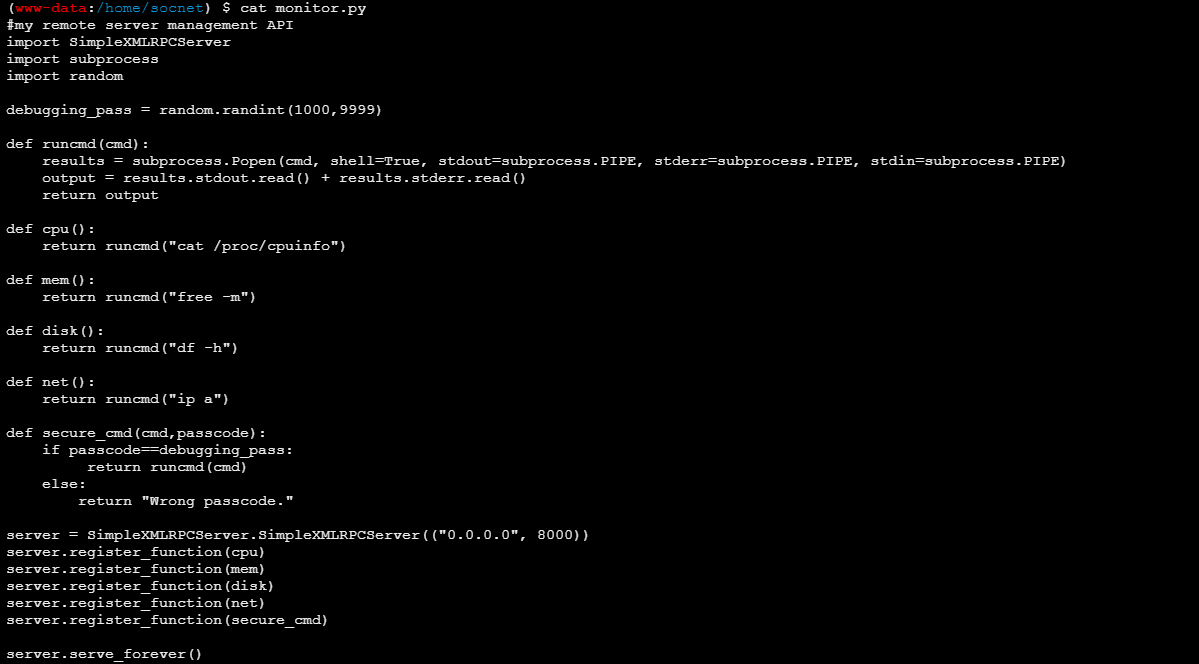 (www-data:/home/socnet) $ cat monitor.py
#my remote server management API
import SimpleXMLRPCServer
import subprocess
import random

debugging_pass = random.randint(1000,9999)

def runcmd(cmd):
    results = subprocess.Popen(cmd, shell=True, stdout=subprocess.PIPE, stderr=subprocess.PIPE, stdin=subprocess.PIPE)
    output = results.stdout.read() + results.stderr.read()
    return output

def cpu():
    return runcmd("cat /proc/cpuinfo")

def mem():
    return runcmd("free -m")

def disk():
    return runcmd("df -h")

def net():
    return runcmd("ip a")

def secure_cmd(cmd,passcode):
    if passcode==debugging_pass:
         return runcmd(cmd)
    else:
        return "Wrong passcode."

server = SimpleXMLRPCServer.SimpleXMLRPCServer(("0.0.0.0", 8000))
server.register_function(cpu)
server.register_function(mem)
server.register_function(disk)
server.register_function(net)
server.register_function(secure_cmd)

server.serve_forever()